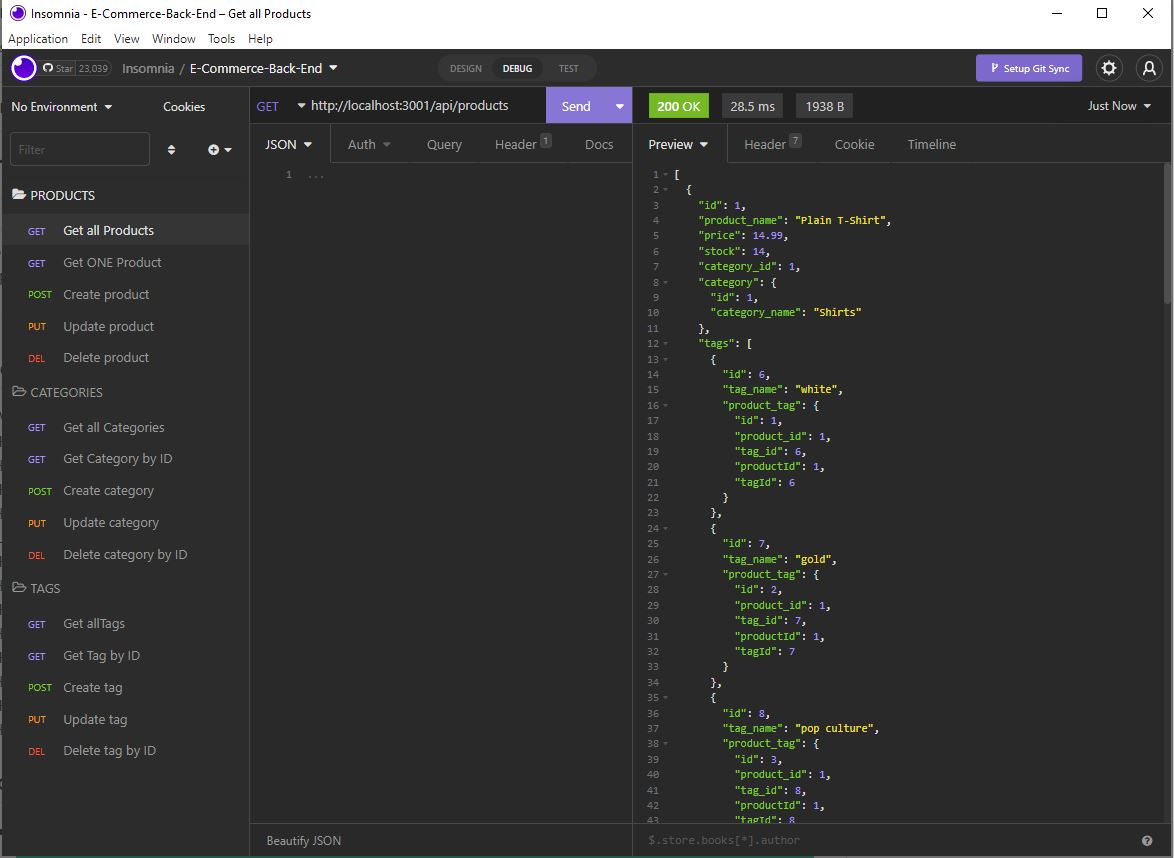 Insomnia - E-Commerce-Back-End – Get all Products
Application Edit View Window Tools Help
Star 23,039 Insomnia / E-Commerce-Back-End DESIGN DEBUG TEST Setup Git Sync
No Environment Cookies
GET http://localhost:3001/api/products Send 200 OK 28.5 ms 1938 B Just Now
Filter
JSON Auth Query Header 1 Docs
Preview Header 7 Cookie Timeline
PRODUCTS
GET Get all Products
GET Get ONE Product
POST Create product
PUT Update product
DEL Delete product
CATEGORIES
GET Get all Categories
GET Get Category by ID
POST Create category
PUT Update category
DEL Delete category by ID
TAGS
GET Get allTags
GET Get Tag by ID
POST Create tag
PUT Update tag
DEL Delete tag by ID
1 ...
Beautify JSON
1 [
2 {
3 "id": 1,
4 "product_name": "Plain T-Shirt",
5 "price": 14.99,
6 "stock": 14,
7 "category_id": 1,
8 "category": {
9 "id": 1,
10 "category_name": "Shirts"
11 },
12 "tags": [
13 {
14 "id": 6,
15 "tag_name": "white",
16 "product_tag": {
17 "id": 1,
18 "product_id": 1,
19 "tag_id": 6,
20 "productId": 1,
21 "tagId": 6
22 }
23 },
24 {
25 "id": 7,
26 "tag_name": "gold",
27 "product_tag": {
28 "id": 2,
29 "product_id": 1,
30 "tag_id": 7,
31 "productId": 1,
32 "tagId": 7
33 }
34 },
35 {
36 "id": 8,
37 "tag_name": "pop culture",
38 "product_tag": {
39 "id": 3,
40 "product_id": 1,
41 "tag_id": 8,
42 "productId": 1,
43 "tagId": 8
$.store.books[*].author